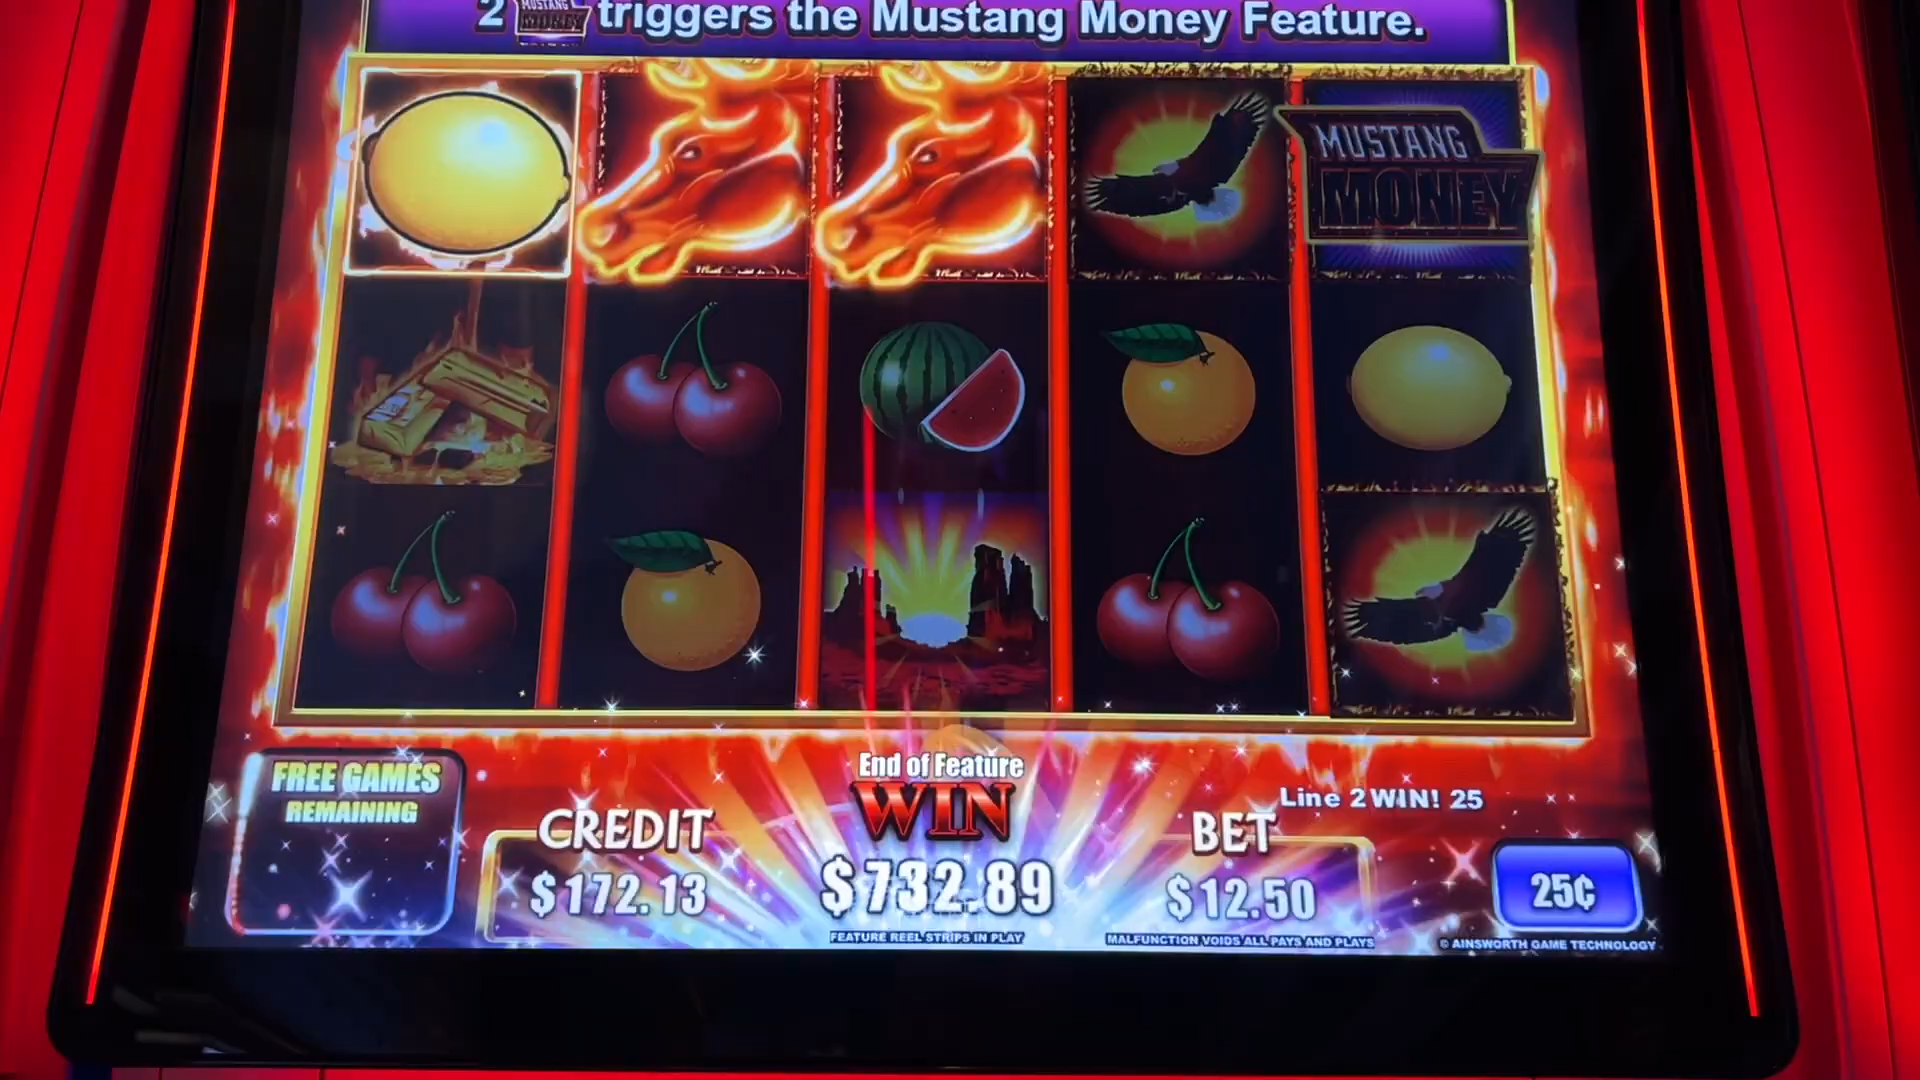 2 MUSTANG MONEY triggers the Mustang Money Feature.
MUSTANG
MONEY
FREE GAMES
REMAINING
End of Feature
WIN
CREDIT
$172.13
$732.89
Line 2 WIN! 25
BET
$12.50
25¢
FEATURE REEL STRIPS IN PLAY
MALFUNCTION VOIDS ALL PAYS AND PLAYS
© AINSWORTH GAME TECHNOLOGY